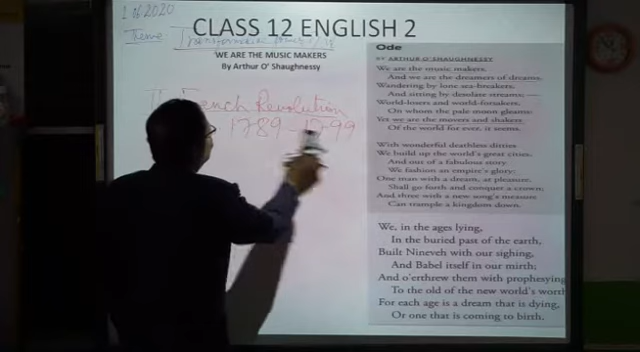 1 6 2020
CLASS 12 ENGLISH 2
Theme:
WE ARE THE MUSIC MAKERS
By Arthur O' Shaughnessy
French Revolution
1789 - 1799
Ode
BY ARTHUR O'SHAUGHNESSY
We are the music makers,
And we are the dreamers of dreams,
Wandering by lone sea-breakers,
And sitting by desolate streams; —
World-losers and world-forsakers,
On whom the pale moon gleams:
Yet we are the movers and shakers
Of the world for ever, it seems.
With wonderful deathless ditties
We build up the world's great cities,
And out of a fabulous story
We fashion an empire's glory:
One man with a dream, at pleasure,
Shall go forth and conquer a crown;
And three with a new song's measure
Can trample a kingdom down.
We, in the ages lying,
In the buried past of the earth,
Built Nineveh with our sighing,
And Babel itself in our mirth;
And o'erthrew them with prophesying
To the old of the new world's worth
For each age is a dream that is dying,
Or one that is coming to birth.